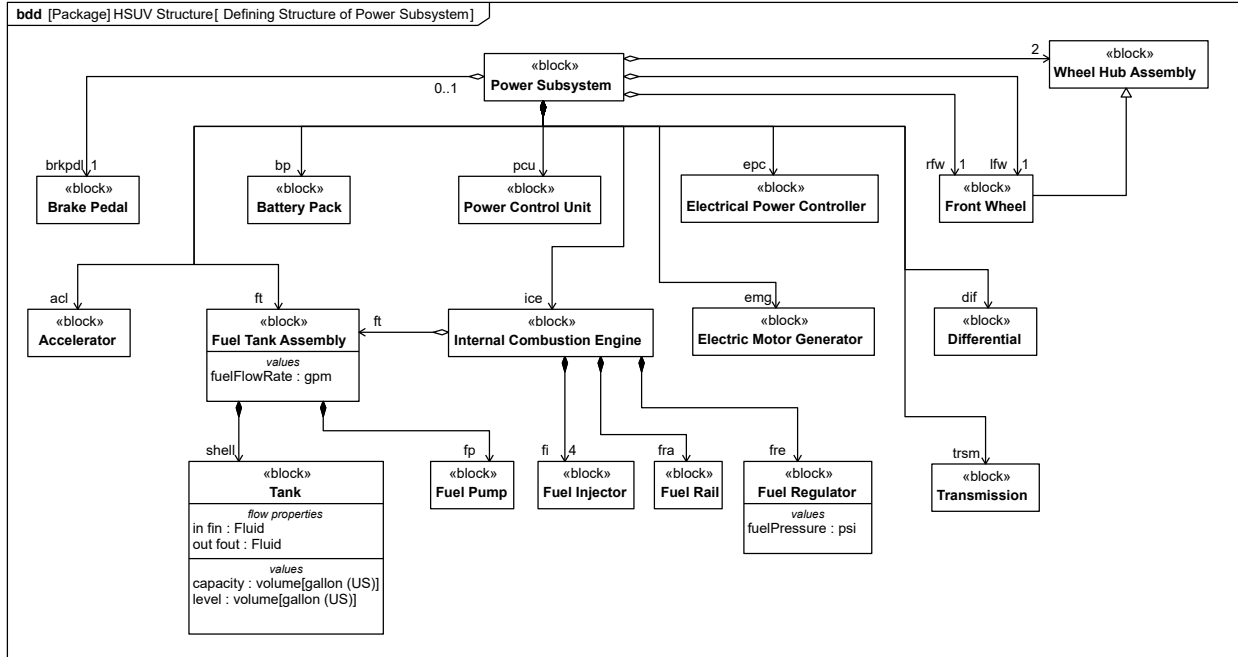 bdd [Package] HSUV Structure[ Defining Structure of Power Subsystem]
«block»
Power Subsystem
2
«block»
Wheel Hub Assembly
0..1
brkpdl 1
«block»
Brake Pedal
bp
«block»
Battery Pack
pcu
«block»
Power Control Unit
epc
«block»
Electrical Power Controller
rfw 1
lfw 1
«block»
Front Wheel
acl
«block»
Accelerator
ft
«block»
Fuel Tank Assembly
values
fuelFlowRate : gpm
ft
ice
«block»
Internal Combustion Engine
emg
«block»
Electric Motor Generator
dif
«block»
Differential
shell
«block»
Tank
flow properties
in fin : Fluid
out fout : Fluid
values
capacity : volume[gallon (US)]
level : volume[gallon (US)]
fp
«block»
Fuel Pump
fi 4
«block»
Fuel Injector
fra
«block»
Fuel Rail
fre
«block»
Fuel Regulator
values
fuelPressure : psi
trsm
«block»
Transmission